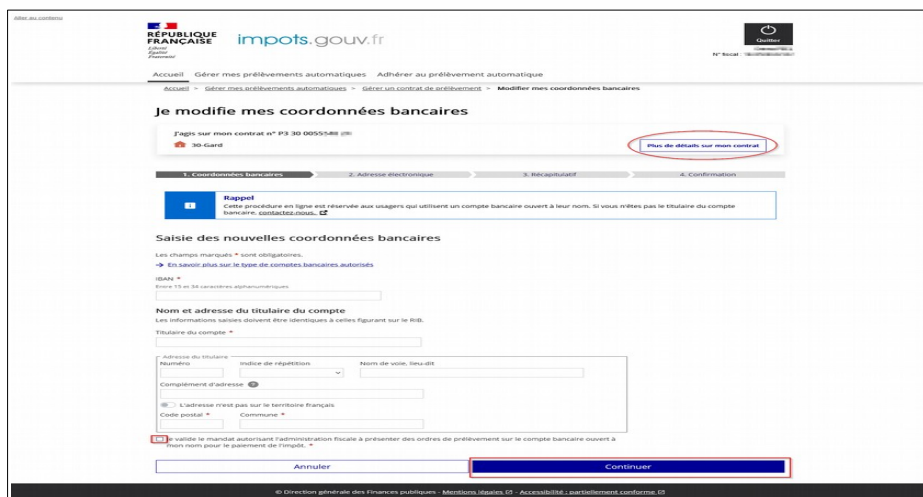 Aller au contenu
RÉPUBLIQUE
FRANÇAISE
Liberté
Égalité
Fraternité
impots.gouv.fr
Quitter
N° fiscal :
Accueil Gérer mes prélèvements automatiques Adhérer au prélèvement automatique
Accueil > Gérer mes prélèvements automatiques > Gérer un contrat de prélèvement > Modifier mes coordonnées bancaires
Je modifie mes coordonnées bancaires
J'agis sur mon contrat n° P3 30
30-Gard
Plus de détails sur mon contrat
1. Coordonnées bancaires 2. Adresse électronique 3. Récapitulatif 4. Confirmation
Rappel
Cette procédure en ligne est réservée aux usagers qui utilisent un compte bancaire ouvert à leur nom. Si vous n'êtes pas le titulaire du compte
bancaire, contactez-nous.
Saisie des nouvelles coordonnées bancaires
Les champs marqués * sont obligatoires.
→ En savoir plus sur le type de comptes bancaires autorisés
IBAN *
Entre 15 et 34 caractères alphanumériques
Nom et adresse du titulaire du compte
Les informations saisies doivent être identiques à celles figurant sur le RIB.
Titulaire du compte *
Adresse du titulaire
Numéro Indice de répétition Nom de voie, lieu-dit
Complément d'adresse ?
L'adresse n'est pas sur le territoire français
Code postal * Commune *
Je valide le mandat autorisant l'administration fiscale à présenter des ordres de prélèvement sur le compte bancaire ouvert à
mon nom pour le paiement de l'impôt. *
Annuler Continuer
© Direction générale des Finances publiques - Mentions légales - Accessibilité : partiellement conforme